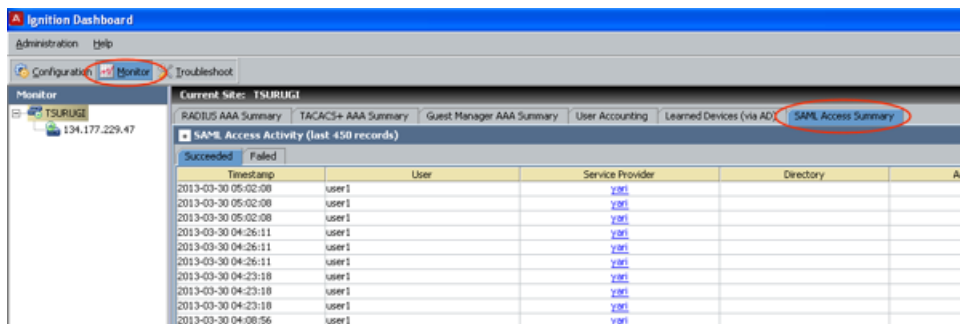 Ignition Dashboard
Administration Help
Configuration Monitor Troubleshoot
Monitor
Current Site: TSURUGI
TSURUGI
134.177.229.47
RADIUS AAA Summary TACACS+ AAA Summary Guest Manager AAA Summary User Accounting Learned Devices (via AD) SAML Access Summary
SAML Access Activity (last 450 records)
Succeeded Failed
Timestamp User Service Provider Directory A
2013-03-30 05:02:08 user1 yari
2013-03-30 05:02:08 user1 yari
2013-03-30 05:02:08 user1 yari
2013-03-30 04:26:11 user1 yari
2013-03-30 04:26:11 user1 yari
2013-03-30 04:26:11 user1 yari
2013-03-30 04:23:18 user1 yari
2013-03-30 04:23:18 user1 yari
2013-03-30 04:23:18 user1 yari
2013-03-30 04:08:56 user1 yari